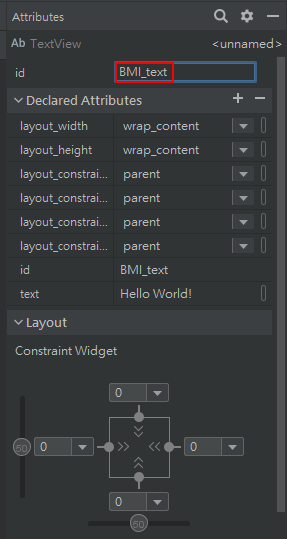 Attributes
Ab TextView <unnamed>
id BMI_text
Declared Attributes
layout_width wrap_content
layout_height wrap_content
layout_constrai... parent
layout_constrai... parent
layout_constrai... parent
layout_constrai... parent
id BMI_text
text Hello World!
Layout
Constraint Widget
0
50 0 0
0
50